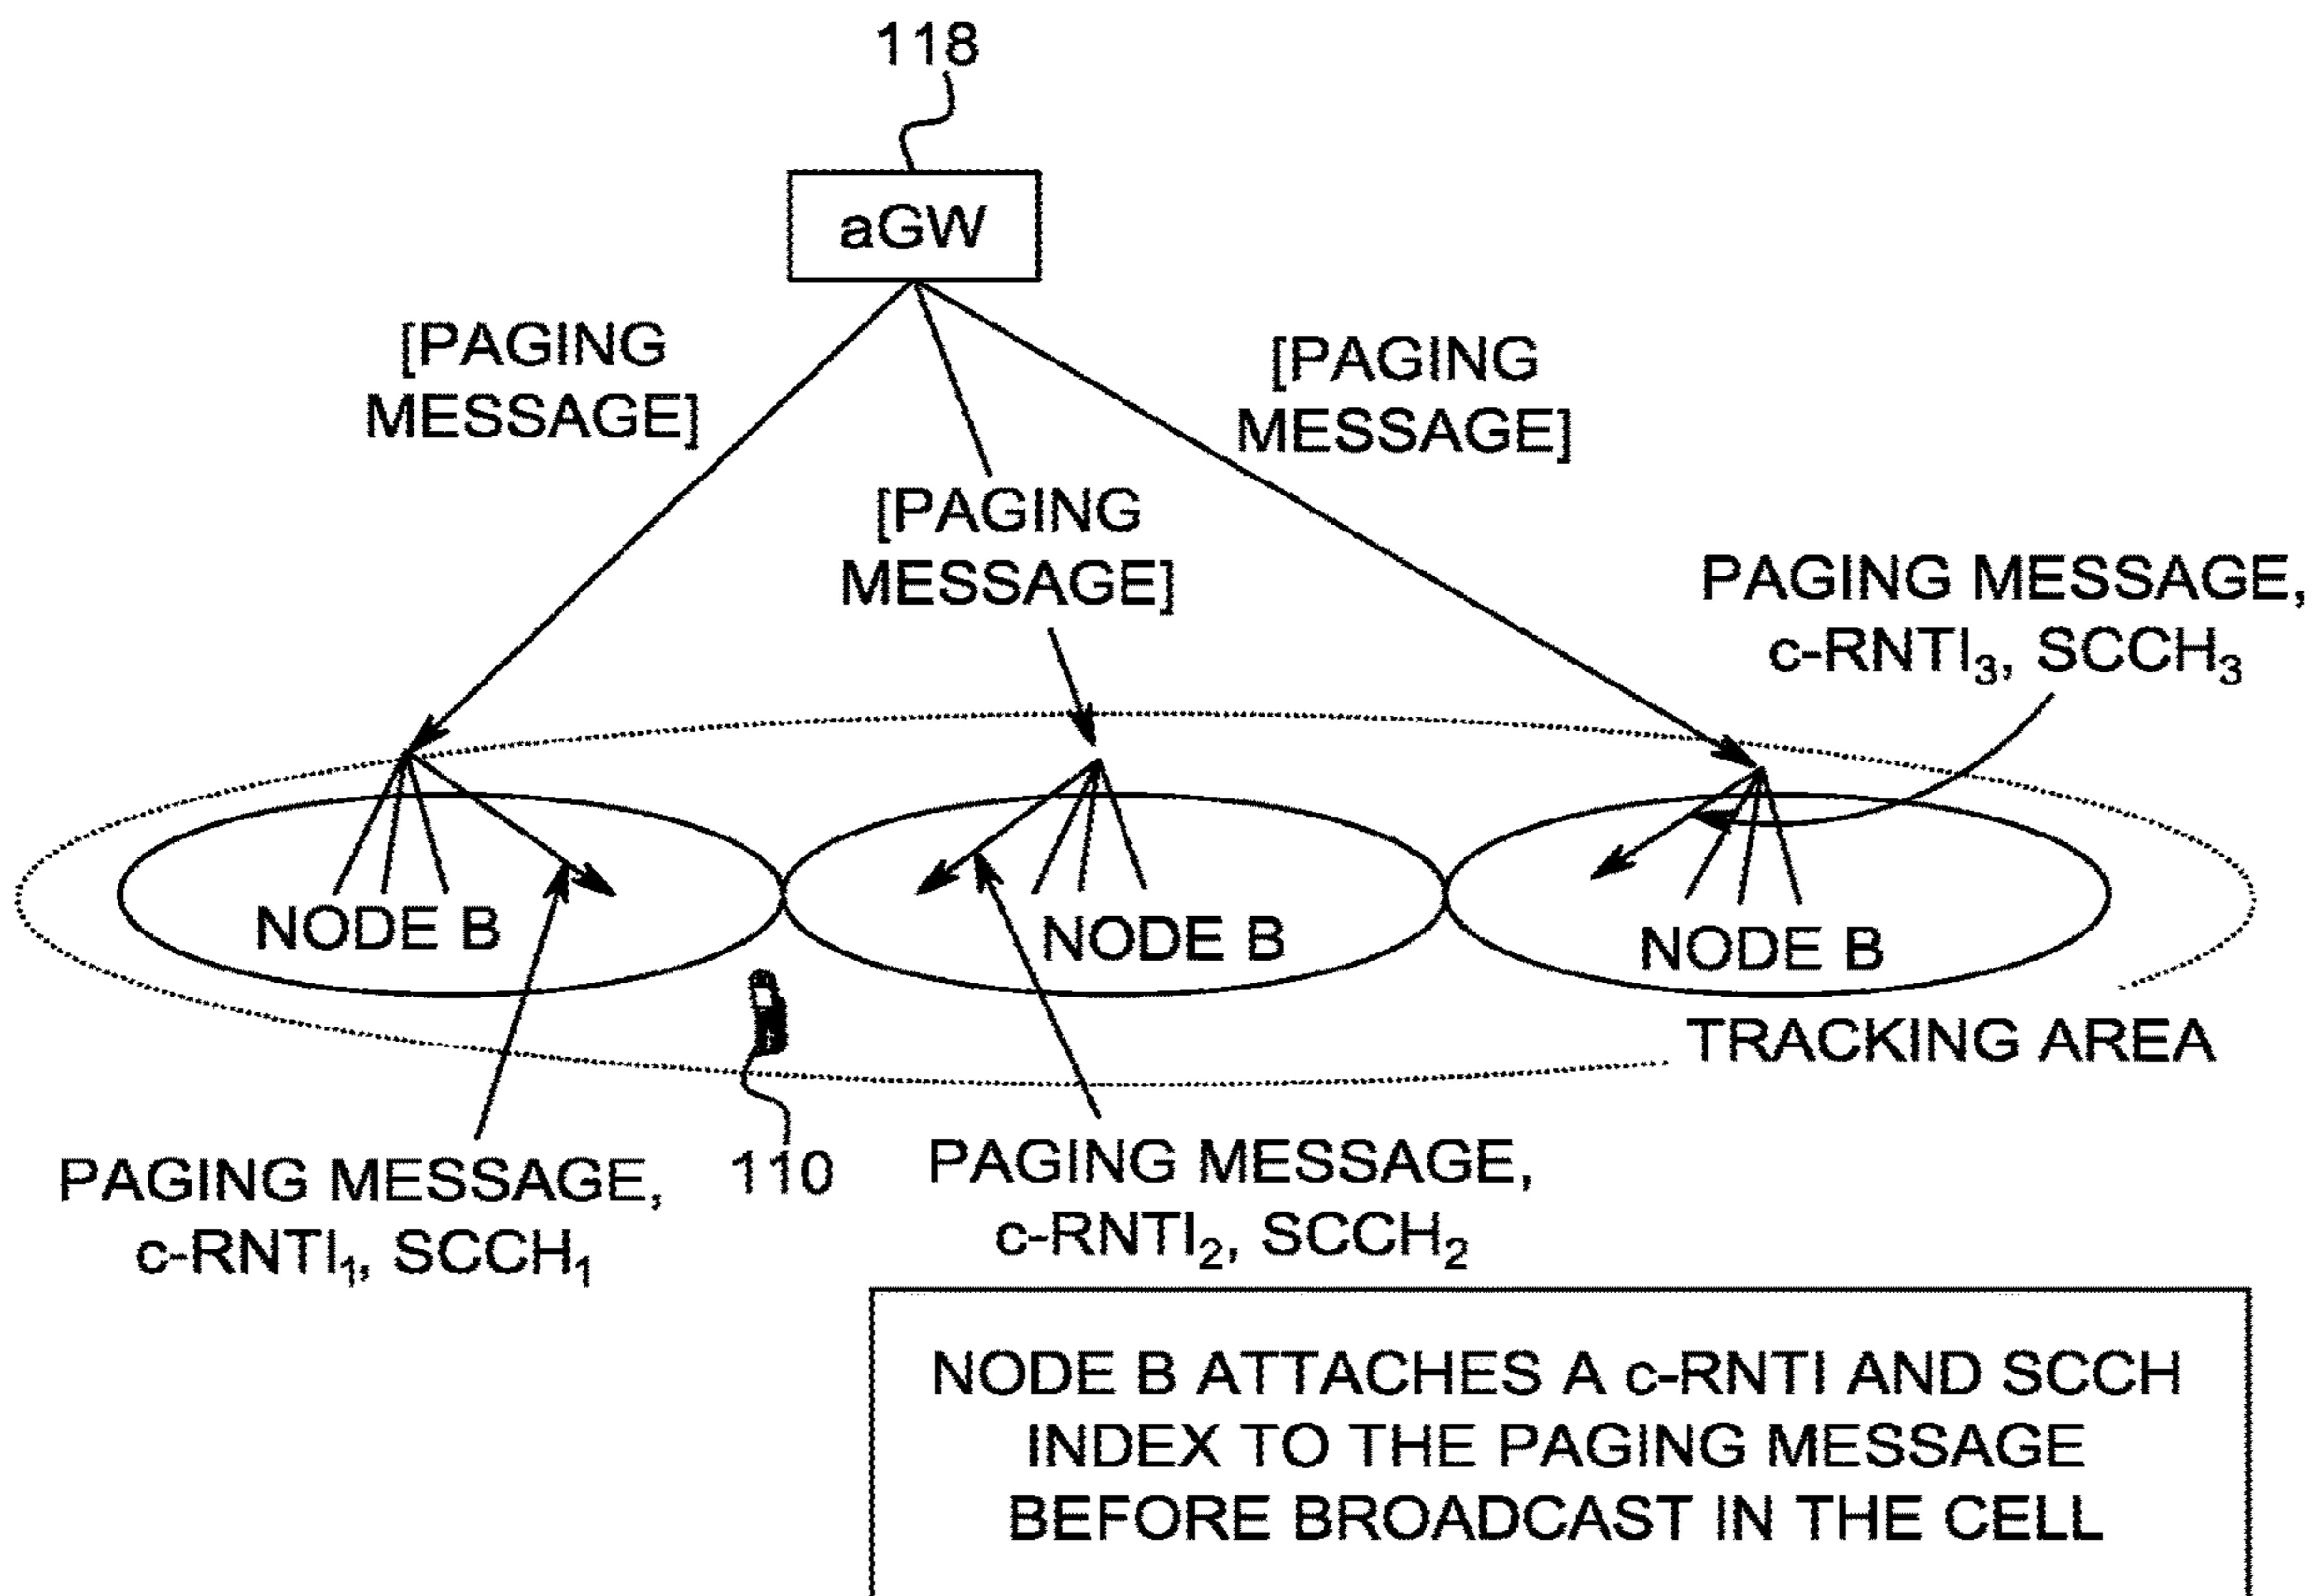 118
aGW
[PAGING
MESSAGE]
[PAGING
MESSAGE]
[PAGING
MESSAGE]
PAGING MESSAGE,
c-RNTI₃, SCCH₃
NODE B
NODE B
NODE B
TRACKING AREA
PAGING MESSAGE,
c-RNTI₁, SCCH₁
110
PAGING MESSAGE,
c-RNTI₂, SCCH₂
NODE B ATTACHES A c-RNTI AND SCCH
INDEX TO THE PAGING MESSAGE
BEFORE BROADCAST IN THE CELL